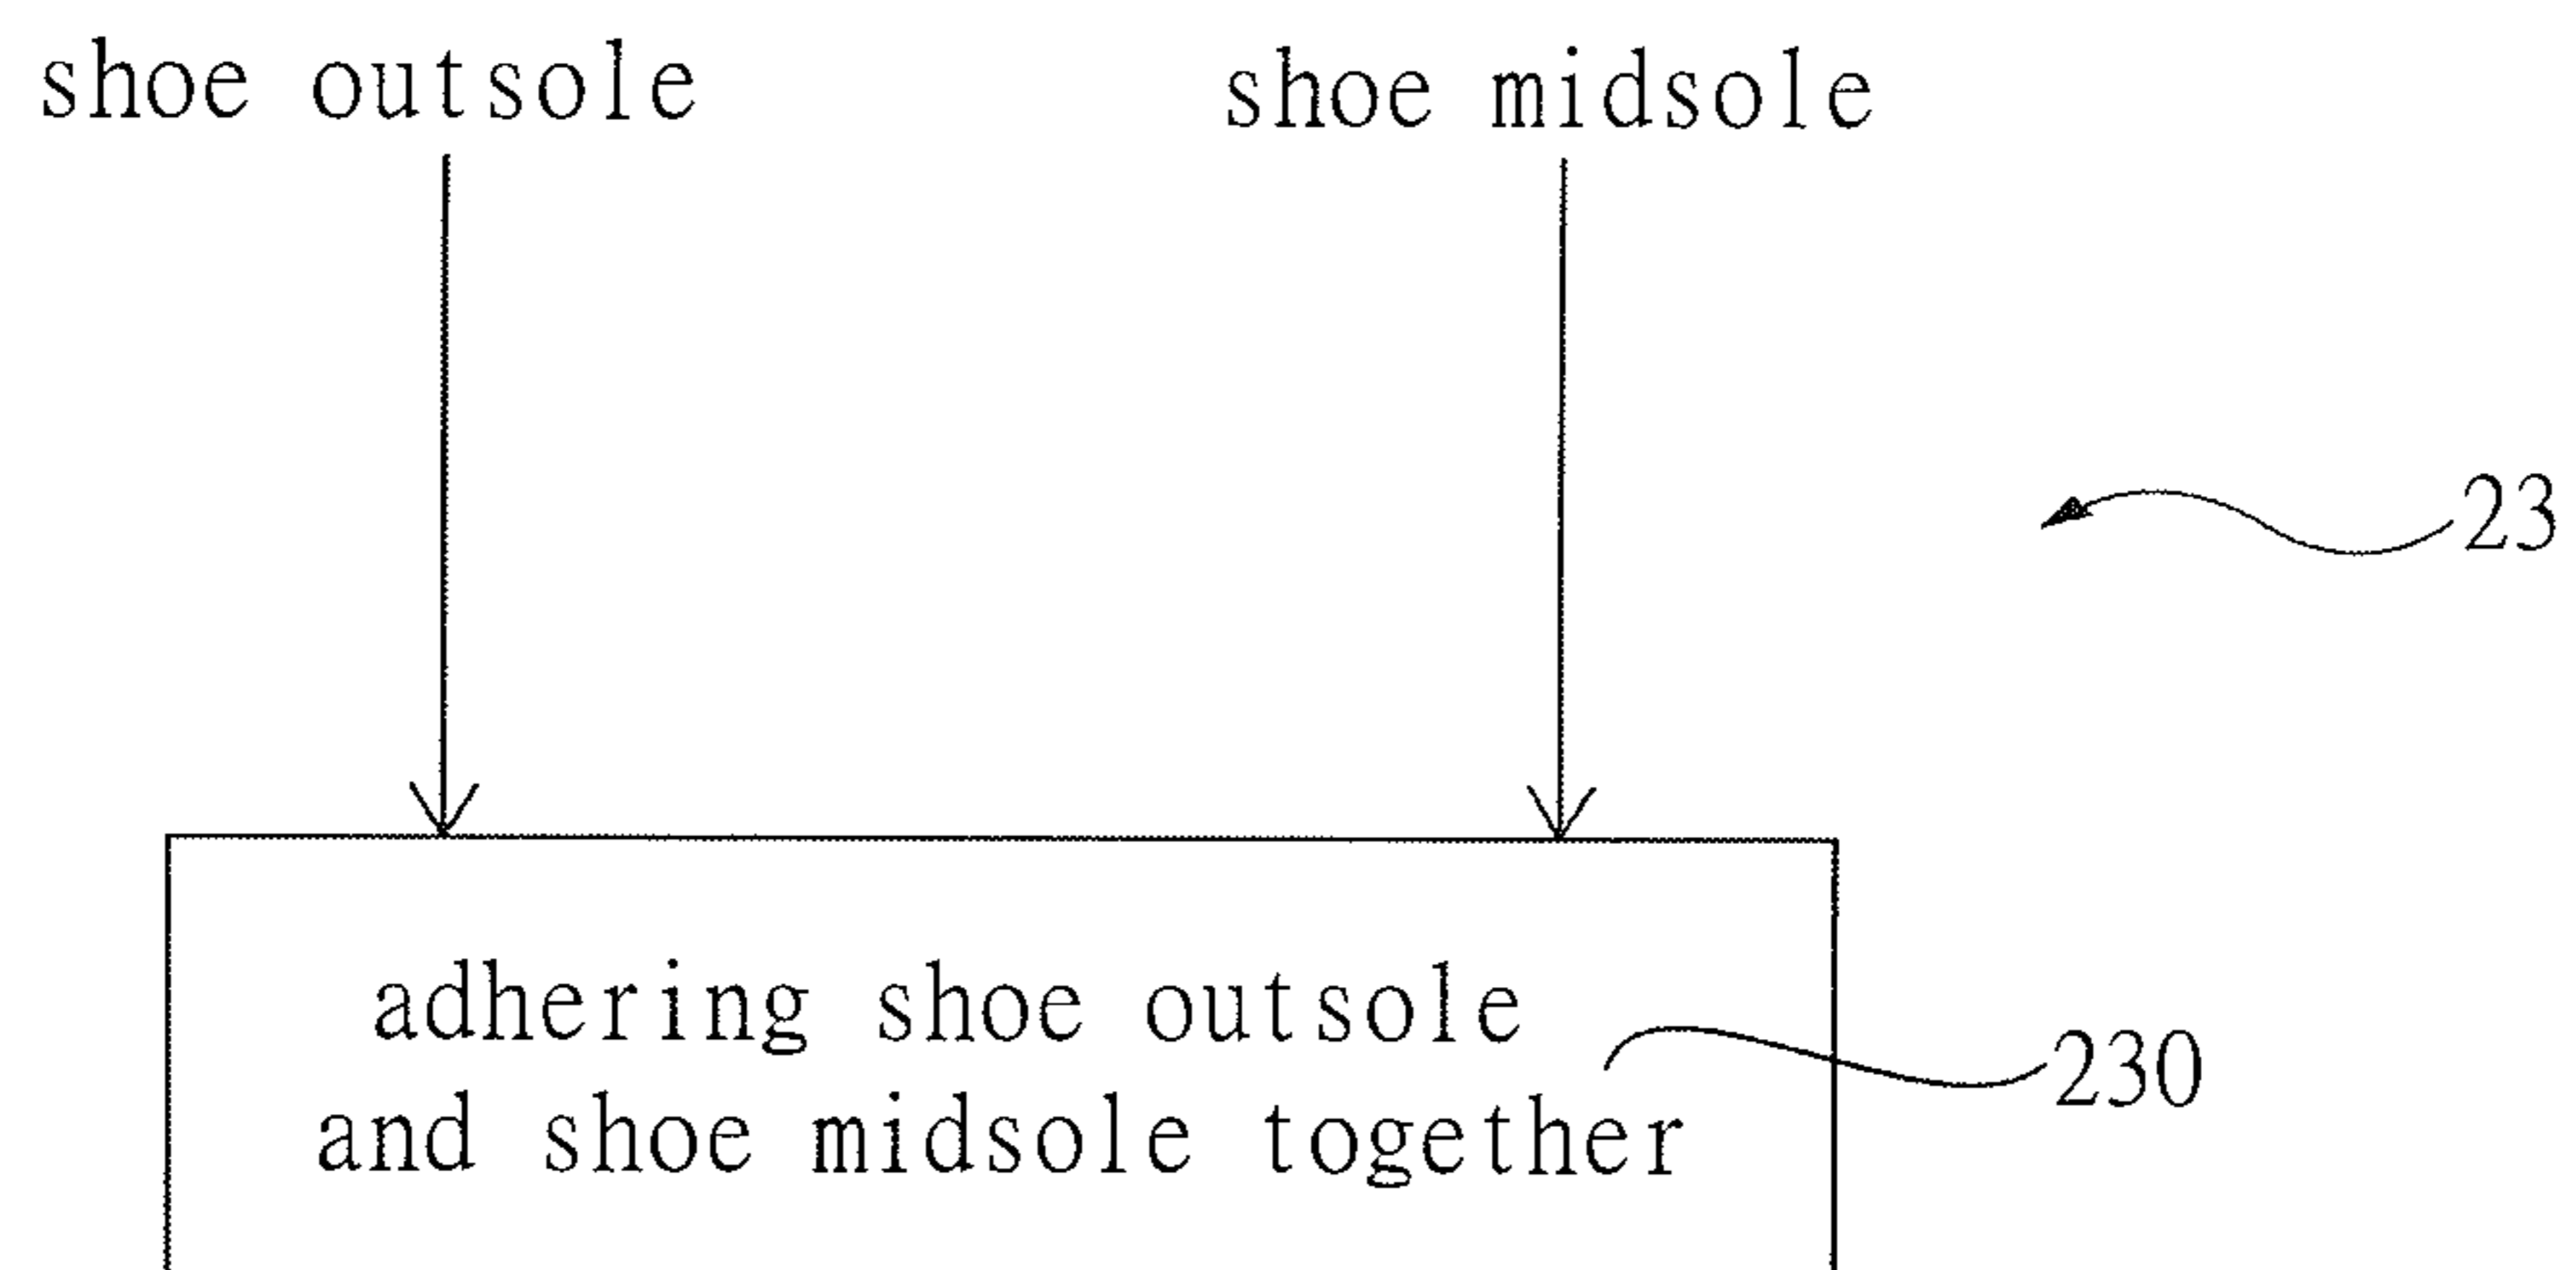 shoe outsole
shoe midsole
23
adhering shoe outsole
and shoe midsole together
230